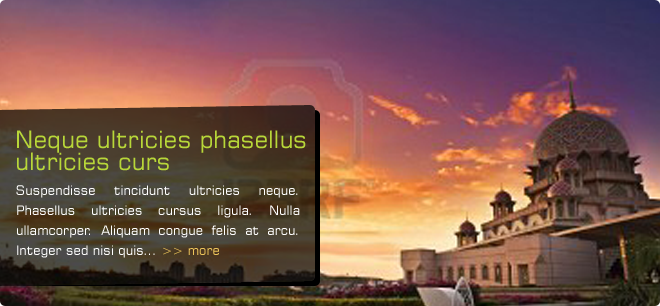 Neque ultricies phasellus
ultricies curs
Suspendisse tincidunt ultricies neque.
Phasellus ultricies cursus ligula. Nulla
ullamcorper. Aliquam congue felis at arcu.
Integer sed nisi quis... >> more